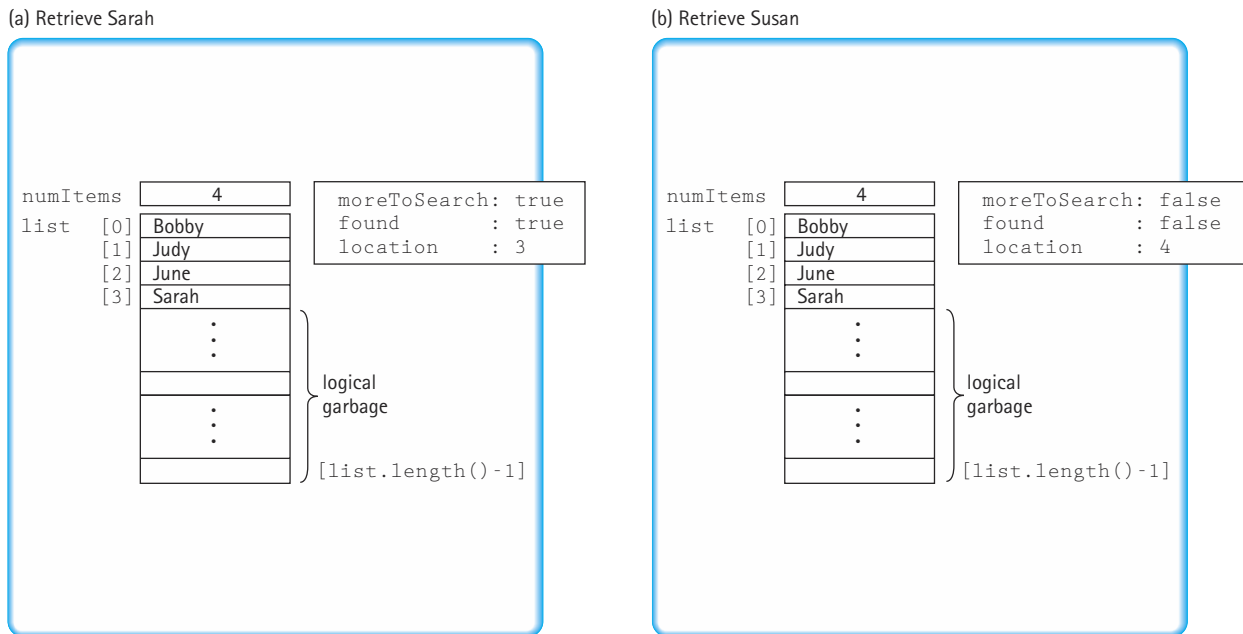 (a) Retrieve Sarah
numItems 4
moreToSearch: true
found : true
location : 3
list [0] Bobby
[1] Judy
[2] June
[3] Sarah
logical
garbage
[list.length()-1]
(b) Retrieve Susan
numItems 4
moreToSearch: false
found : false
location : 4
list [0] Bobby
[1] Judy
[2] June
[3] Sarah
logical
garbage
[list.length()-1]